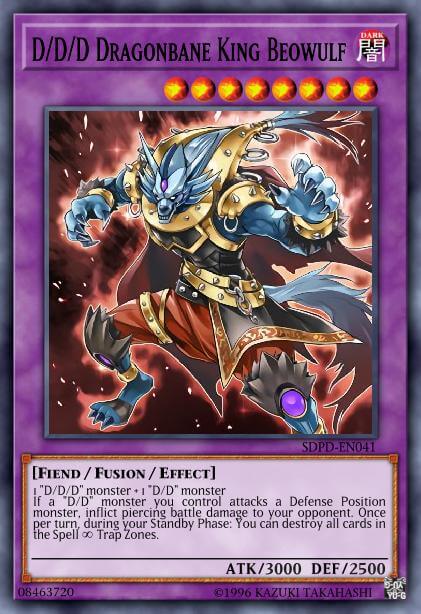 D/D/D Dragonbane King Beowulf
DARK
闇
SDPD-EN041
[Fiend / Fusion / Effect]
1 "D/D/D" monster + 1 "D/D" monster
If a "D/D" monster you control attacks a Defense Position
monster, inflict piercing battle damage to your opponent. Once
per turn, during your Standby Phase: You can destroy all cards in
the Spell ∞ Trap Zones.
ATK/3000 DEF/2500
08463720
©1996 KAZUKI TAKAHASHI